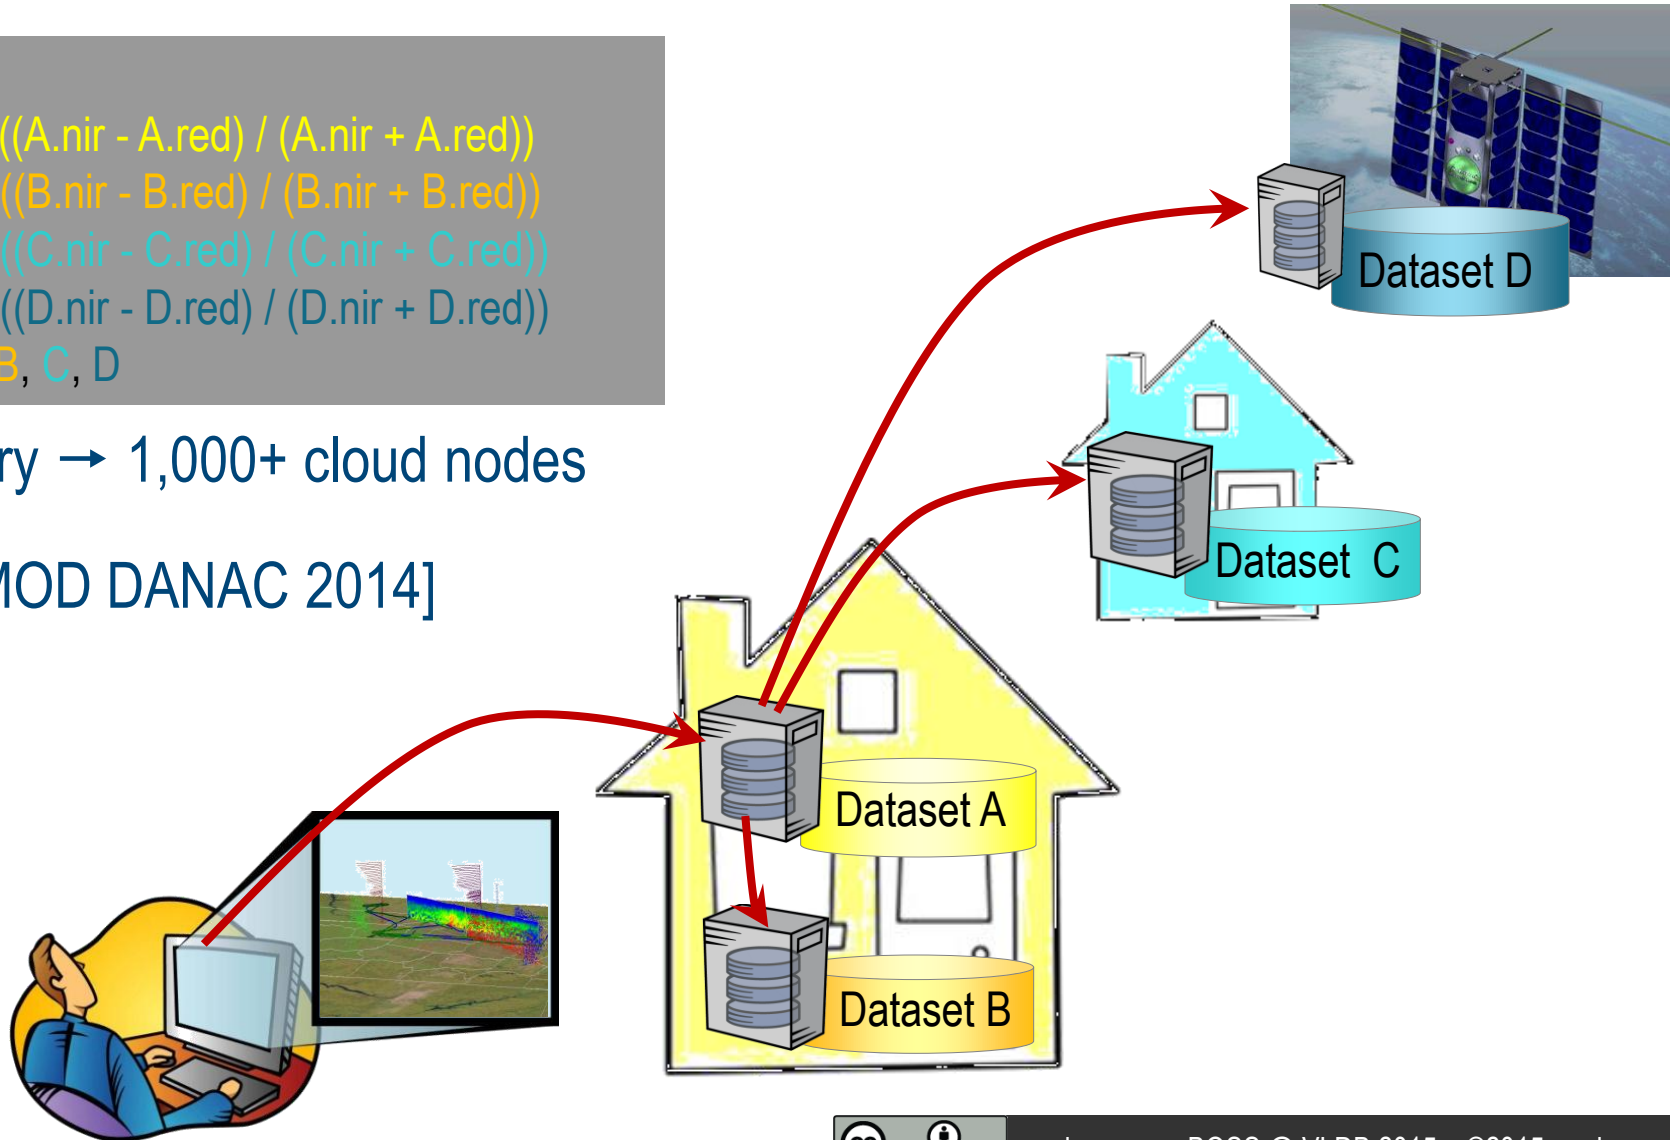 ((A.nir - A.red) / (A.nir + A.red))
((B.nir - B.red) / (B.nir + B.red))
((C.nir - C.red) / (C.nir + C.red))
((D.nir - D.red) / (D.nir + D.red))
B, C, D
ry → 1,000+ cloud nodes
MOD DANAC 2014]
Dataset D
Dataset C
Dataset A
Dataset B